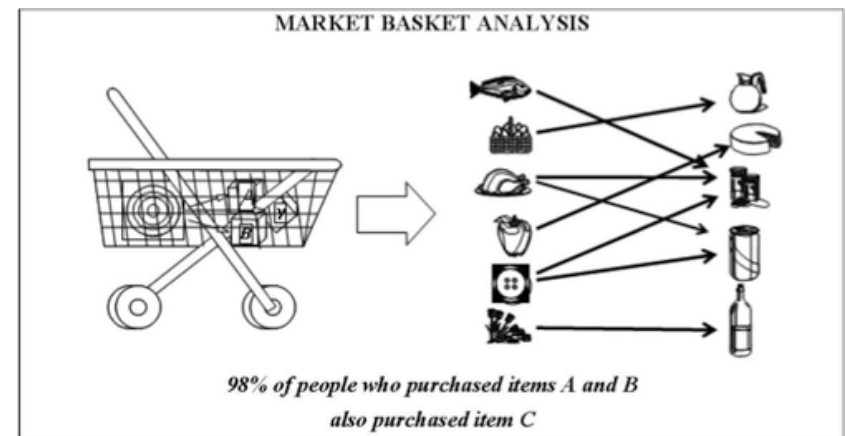 MARKET BASKET ANALYSIS
A
Y
B
98% of people who purchased items A and B
also purchased item C